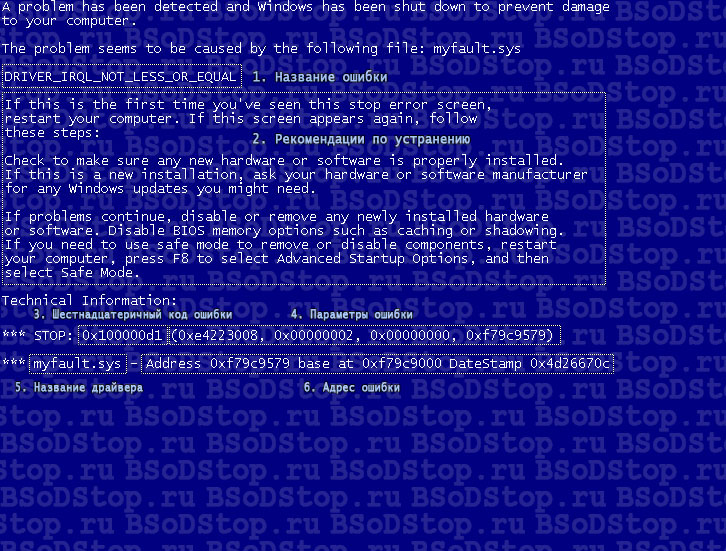 A problem has been detected and Windows has been shut down to prevent damage
to your computer.
The problem seems to be caused by the following file: myfault.sys
DRIVER_IRQL_NOT_LESS_OR_EQUAL 1. Название ошибки
If this is the first time you've seen this stop error screen,
restart your computer. If this screen appears again, follow
these steps:
2. Рекомендации по устранению
Check to make sure any new hardware or software is properly installed.
If this is a new installation, ask your hardware or software manufacturer
for any Windows updates you might need.
If problems continue, disable or remove any newly installed hardware
or software. Disable BIOS memory options such as caching or shadowing.
If you need to use safe mode to remove or disable components, restart
your computer, press F8 to select Advanced Startup Options, and then
select Safe Mode.
Technical Information:
3. Шестнадцатеричный код ошибки 4. Параметры ошибки
*** STOP: 0x100000d1 (0xe4223008, 0x00000002, 0x00000000, 0xf79c9579)
*** myfault.sys – Address 0xf79c9579 base at 0xf79c9000 DateStamp 0x4d26670c
5. Название драйвера 6. Адрес ошибки
BSoDStop.ru